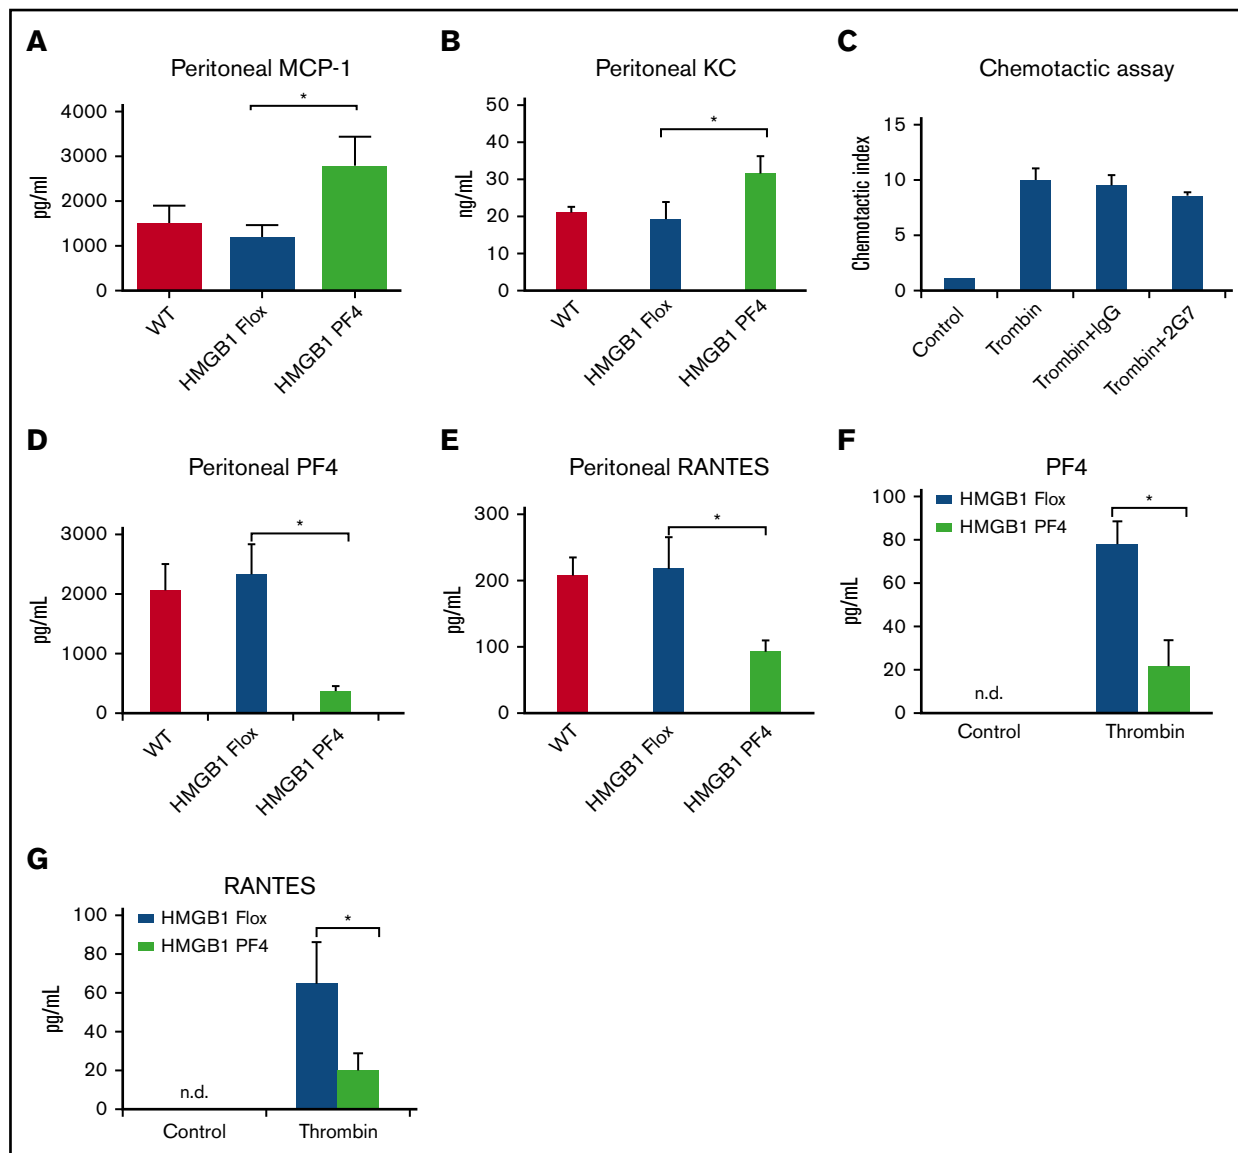 A
Peritoneal MCP-1
pg/ml
4000
3000
2000
1000
0
*
WT
HMGB1 Flox
HMGB1 PF4
B
Peritoneal KC
ng/mL
50
40
30
20
10
0
*
WT
HMGB1 Flox
HMGB1 PF4
C
Chemotactic assay
Chemotactic index
15
10
5
0
Control
Trombin
Trombin+IgG
Trombin+2G7
D
Peritoneal PF4
pg/mL
3000
2000
1000
0
*
WT
HMGB1 Flox
HMGB1 PF4
E
Peritoneal RANTES
pg/mL
300
200
100
0
*
WT
HMGB1 Flox
HMGB1 PF4
F
PF4
pg/mL
100
80
60
40
20
0
HMGB1 Flox
HMGB1 PF4
*
n.d.
Control
Thrombin
G
RANTES
pg/mL
100
80
60
40
20
0
HMGB1 Flox
HMGB1 PF4
*
n.d.
Control
Thrombin